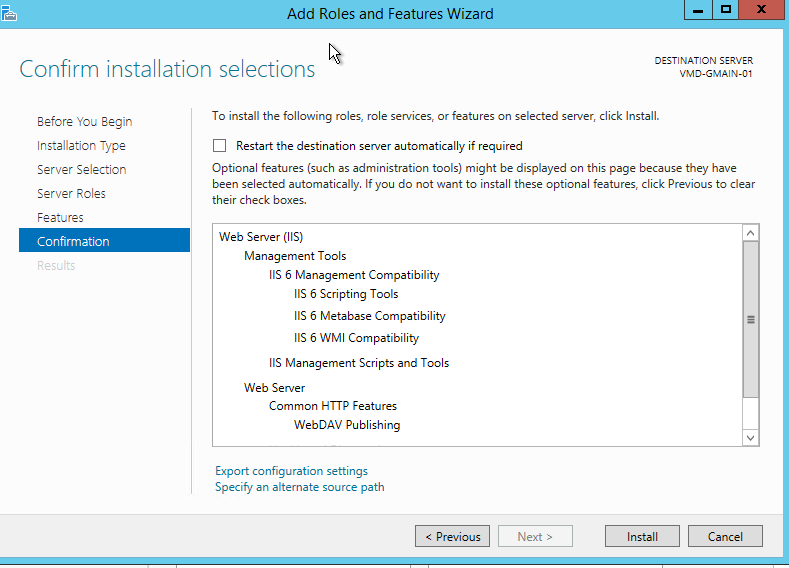 Add Roles and Features Wizard
Confirm installation selections
DESTINATION SERVER
VMD-GMAIN-01
Before You Begin
Installation Type
Server Selection
Server Roles
Features
Confirmation
Results
To install the following roles, role services, or features on selected server, click Install.
Restart the destination server automatically if required
Optional features (such as administration tools) might be displayed on this page because they have
been selected automatically. If you do not want to install these optional features, click Previous to clear
their check boxes.
Web Server (IIS)
Management Tools
IIS 6 Management Compatibility
IIS 6 Scripting Tools
IIS 6 Metabase Compatibility
IIS 6 WMI Compatibility
IIS Management Scripts and Tools
Web Server
Common HTTP Features
WebDAV Publishing
Export configuration settings
Specify an alternate source path
< Previous
Next >
Install
Cancel